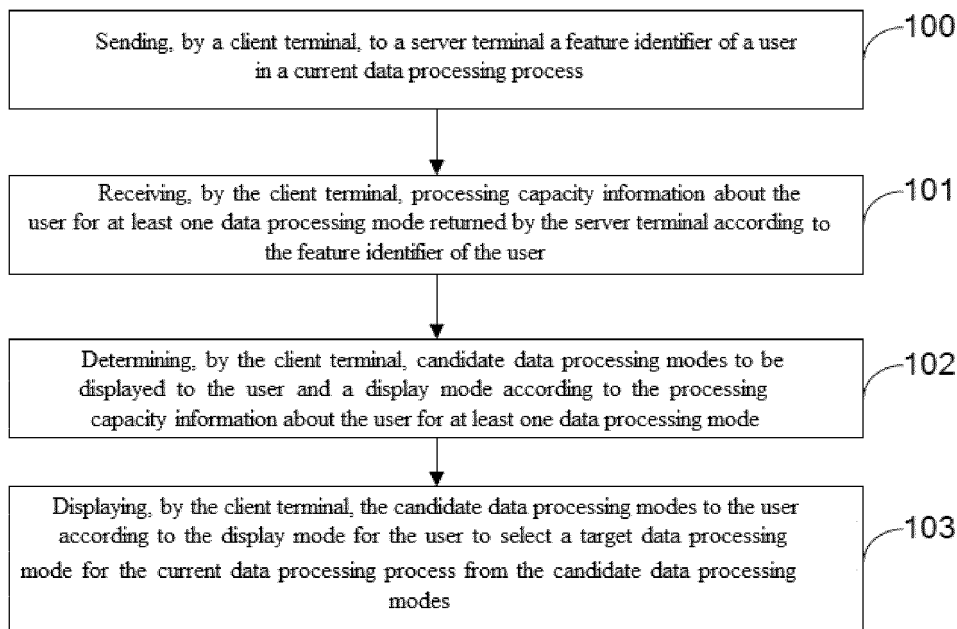 Sending, by a client terminal, to a server terminal a feature identifier of a user
in a current data processing process
100
Receiving, by the client terminal, processing capacity information about the
user for at least one data processing mode returned by the server terminal according to
the feature identifier of the user
101
Determining, by the client terminal, candidate data processing modes to be
displayed to the user and a display mode according to the processing
capacity information about the user for at least one data processing mode
102
Displaying, by the client terminal, the candidate data processing modes to the user
according to the display mode for the user to select a target data processing
mode for the current data processing process from the candidate data processing
modes
103